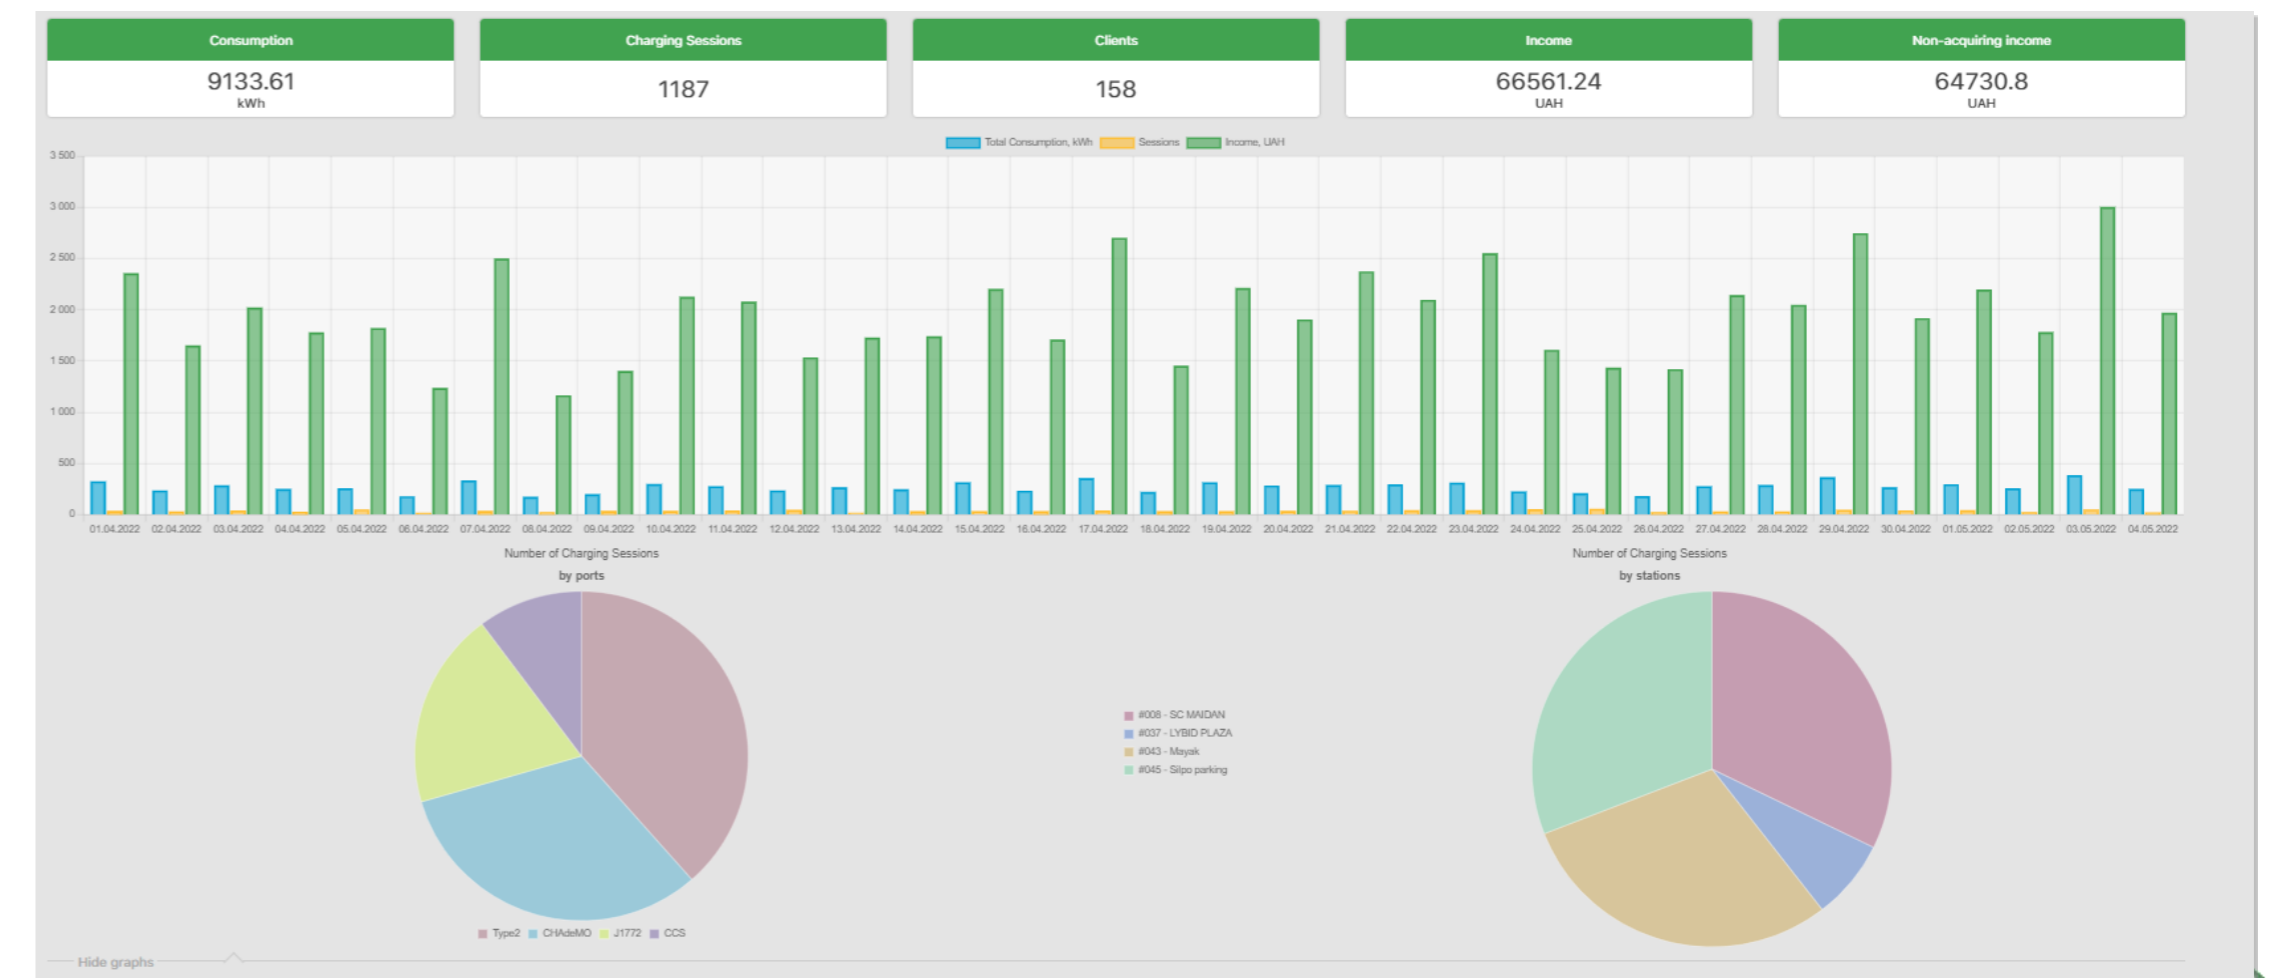 Consumption
9133.61
kWh
Charging Sessions
1187
Clients
158
Income
66561.24
UAH
Non-acquiring income
64730.8
UAH
Total Consumption, kWh Sessions Income, UAH
3 500
3 000
2 500
2 000
1 500
1 000
500
0
01.04.2022 02.04.2022 03.04.2022 04.04.2022 05.04.2022 06.04.2022 07.04.2022 08.04.2022 09.04.2022 10.04.2022 11.04.2022 12.04.2022 13.04.2022 14.04.2022 15.04.2022 16.04.2022 17.04.2022 18.04.2022 19.04.2022 20.04.2022 21.04.2022 22.04.2022 23.04.2022 24.04.2022 25.04.2022 26.04.2022 27.04.2022 28.04.2022 29.04.2022 30.04.2022 01.05.2022 02.05.2022 03.05.2022 04.05.2022
Number of Charging Sessions
by ports
Type2 CHAdeMO J1772 CCS
Number of Charging Sessions
by stations
#008 - SC MAIDAN
#037 - LYBID PLAZA
#043 - Mayak
#045 - Silpo parking
Hide graphs